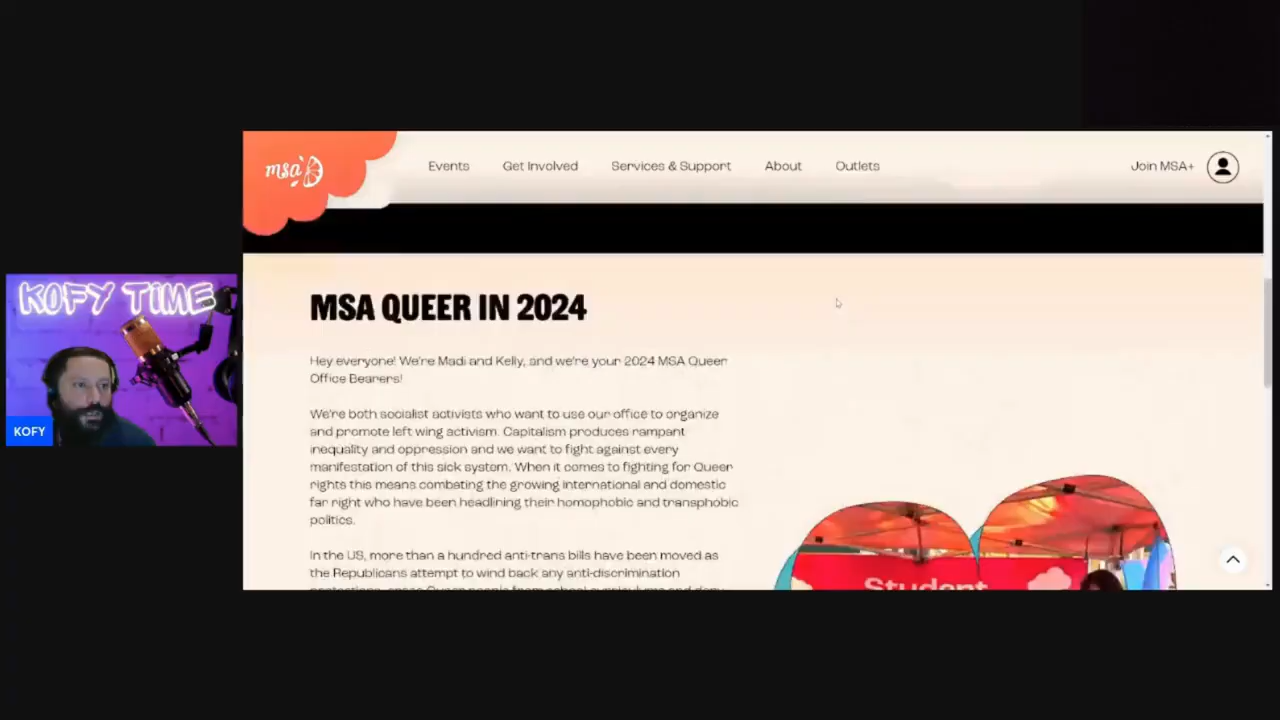 msa
Events
Get Involved
Services & Support
About
Outlets
Join MSA+
KOFY TIME
KOFY
MSA QUEER IN 2024
Hey everyone! We're Madi and Kelly, and we're your 2024 MSA Queer
Office Bearers!
We're both socialist activists who want to use our office to organize
and promote left wing activism. Capitalism produces rampant
inequality and oppression and we want to fight against every
manifestation of this sick system. When it comes to fighting for Queer
rights this means combating the growing international and domestic
far right who have been headlining their homophobic and transphobic
politics.
In the US, more than a hundred anti-trans bills have been moved as
the Republicans attempt to wind back any anti-discrimination
Student